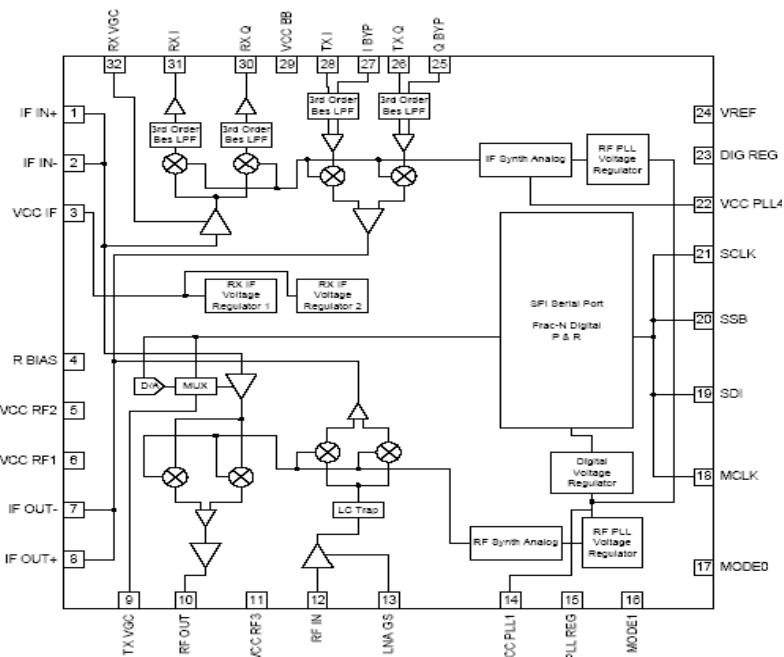 RX VGC
RX I
RX Q
VCC BB
TX I
I BYP
TX Q
Q BYP
32
31
30
29
28
27
26
25
IF IN+
1
IF IN-
2
VCC IF
3
R BIAS
4
VCC RF2
5
VCC RF1
6
IF OUT-
7
IF OUT+
8
3rd Order
Bes LPF
3rd Order
Bes LPF
3rd Order
Bes LPF
3rd Order
Bes LPF
IF Synth Analog
RF PLL
Voltage
Regulator
RX IF
Voltage
Regulator 1
RX IF
Voltage
Regulator 2
SPI Serial Port
Frac-N Digital
P & R
D/A
MUX
LC Trap
Digital
Voltage
Regulator
RF Synth Analog
RF PLL
Voltage
Regulator
24
VREF
23
DIG REG
22
VCC PLL4
21
SCLK
20
SSB
19
SDI
18
MCLK
17
MODE0
9
10
11
12
13
14
15
16
TX VGC
RF OUT
VCC RF3
RF IN
LNA GS
CC PLL1
PLL REG
MODE1